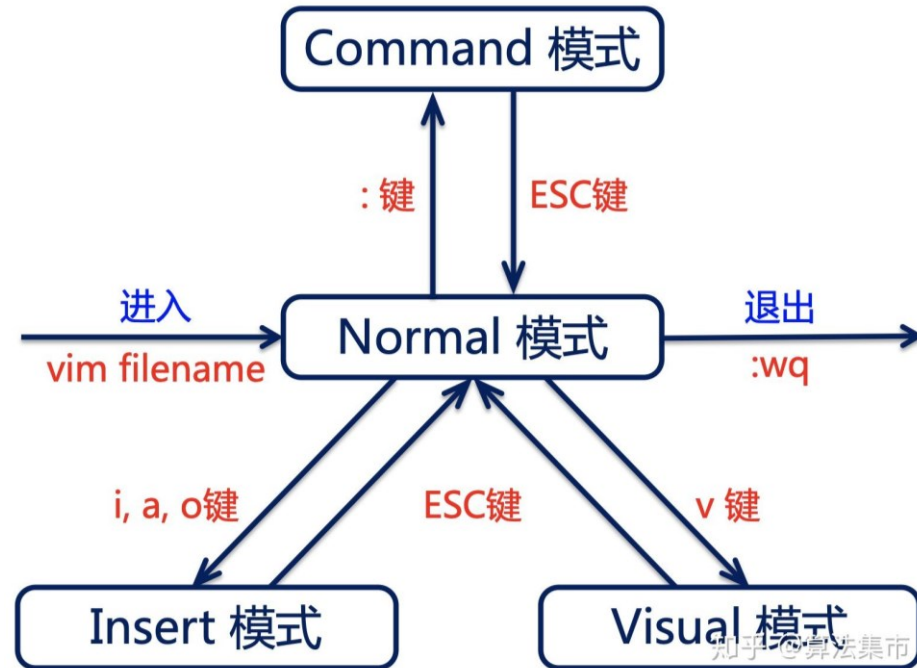 Command 模式
: 键
ESC键
进入
vim filename
Normal 模式
退出
:wq
i, a, o键
ESC键
v 键
Insert 模式
Visual 模式
知乎 @算法集市